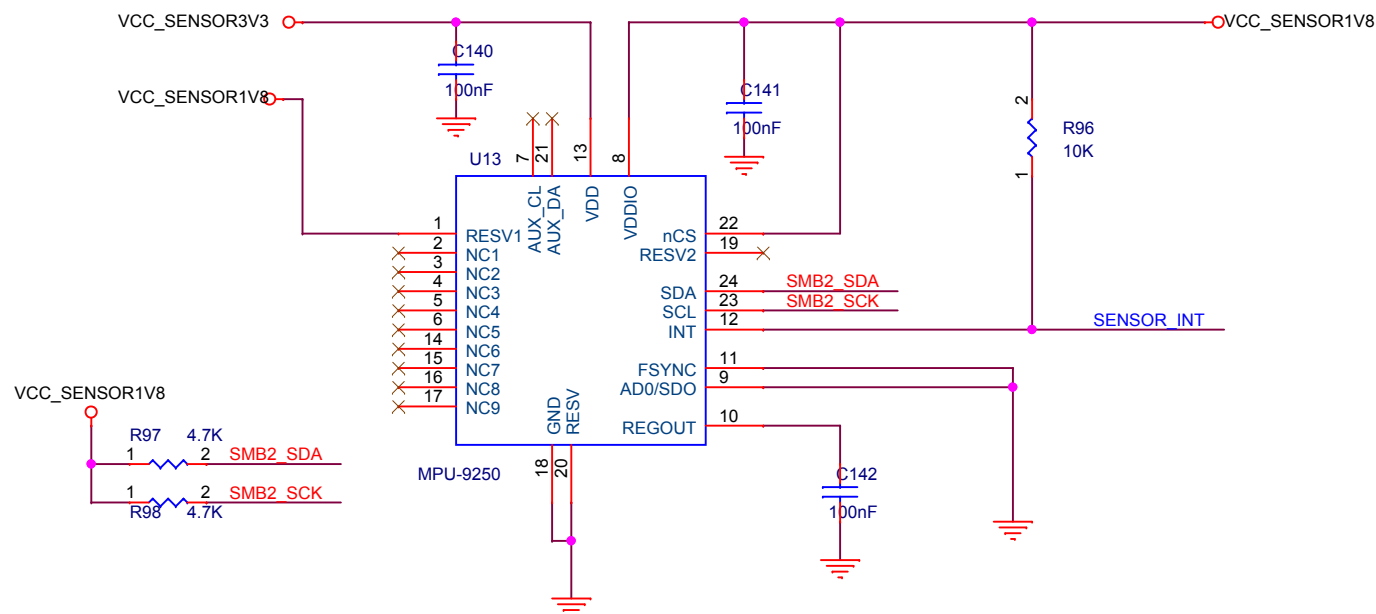 VCC_SENSOR3V3
VCC_SENSOR1V8
C140
100nF
VCC_SENSOR1V8
C141
100nF
2
R96
10K
1
U13
7
21
13
8
AUX_CL
AUX_DA
VDD
VDDIO
1
RESV1
2
NC1
3
NC2
4
NC3
5
NC4
6
NC5
14
NC6
15
NC7
16
NC8
17
NC9
nCS
22
RESV2
19
SDA
24
SMB2_SDA
SCL
23
SMB2_SCK
INT
12
SENSOR_INT
FSYNC
11
AD0/SDO
9
REGOUT
10
GND
RESV
18
20
MPU-9250
C142
100nF
VCC_SENSOR1V8
R97
4.7K
1
2
SMB2_SDA
1
2
SMB2_SCK
R98
4.7K